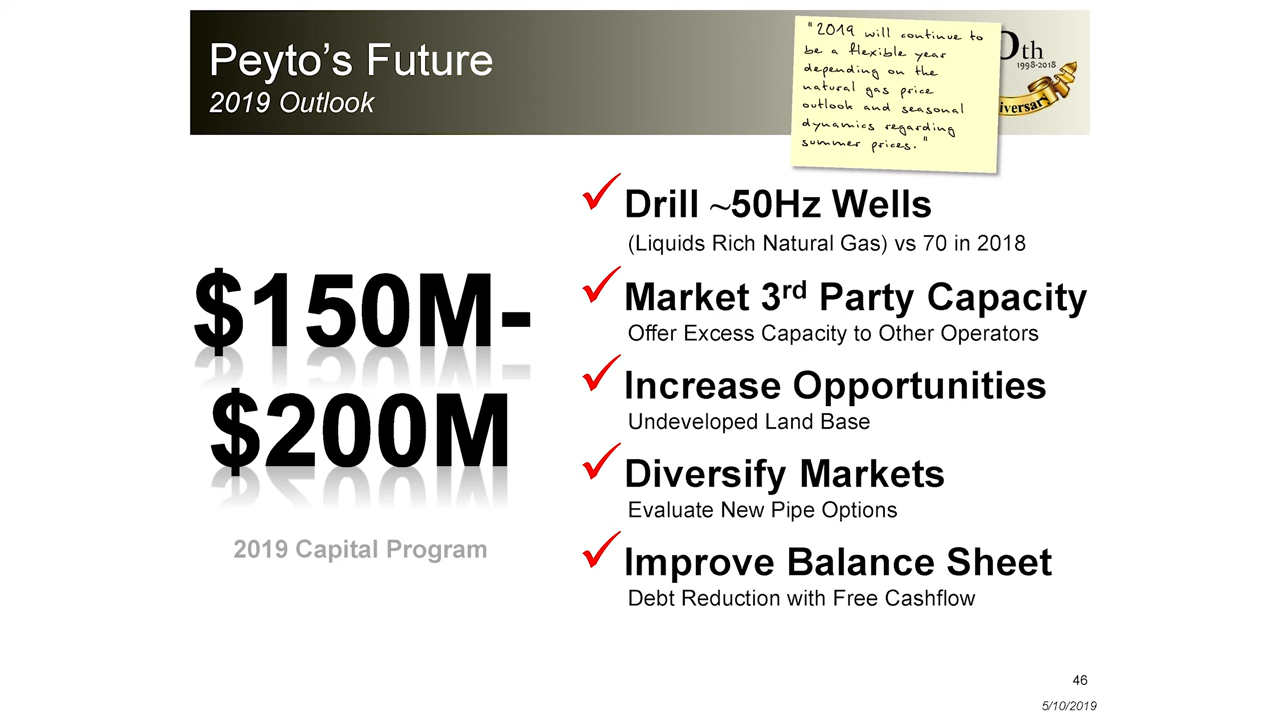 Peyto's Future
2019 Outlook
"2019 will continue to
be a flexible year
depending on the
natural gas price
outlook and seasonal
dynamics regarding
summer prices."
th
1998-2018
iversary
Drill ~50Hz Wells
(Liquids Rich Natural Gas) vs 70 in 2018
$150M-
$200M
2019 Capital Program
Market 3rd Party Capacity
Offer Excess Capacity to Other Operators
Increase Opportunities
Undeveloped Land Base
Diversify Markets
Evaluate New Pipe Options
Improve Balance Sheet
Debt Reduction with Free Cashflow
46
5/10/2019